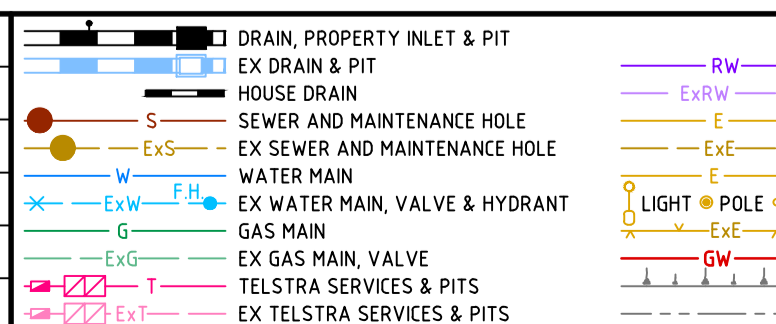 DRAIN, PROPERTY INLET & PIT
EX DRAIN & PIT
RW
HOUSE DRAIN
ExRW
S SEWER AND MAINTENANCE HOLE
E
ExS EX SEWER AND MAINTENANCE HOLE
ExE
W WATER MAIN
E
ExW F.H. EX WATER MAIN, VALVE & HYDRANT
LIGHT POLE
G GAS MAIN
ExE
ExG EX GAS MAIN, VALVE
GW
T TELSTRA SERVICES & PITS
ExT EX TELSTRA SERVICES & PITS